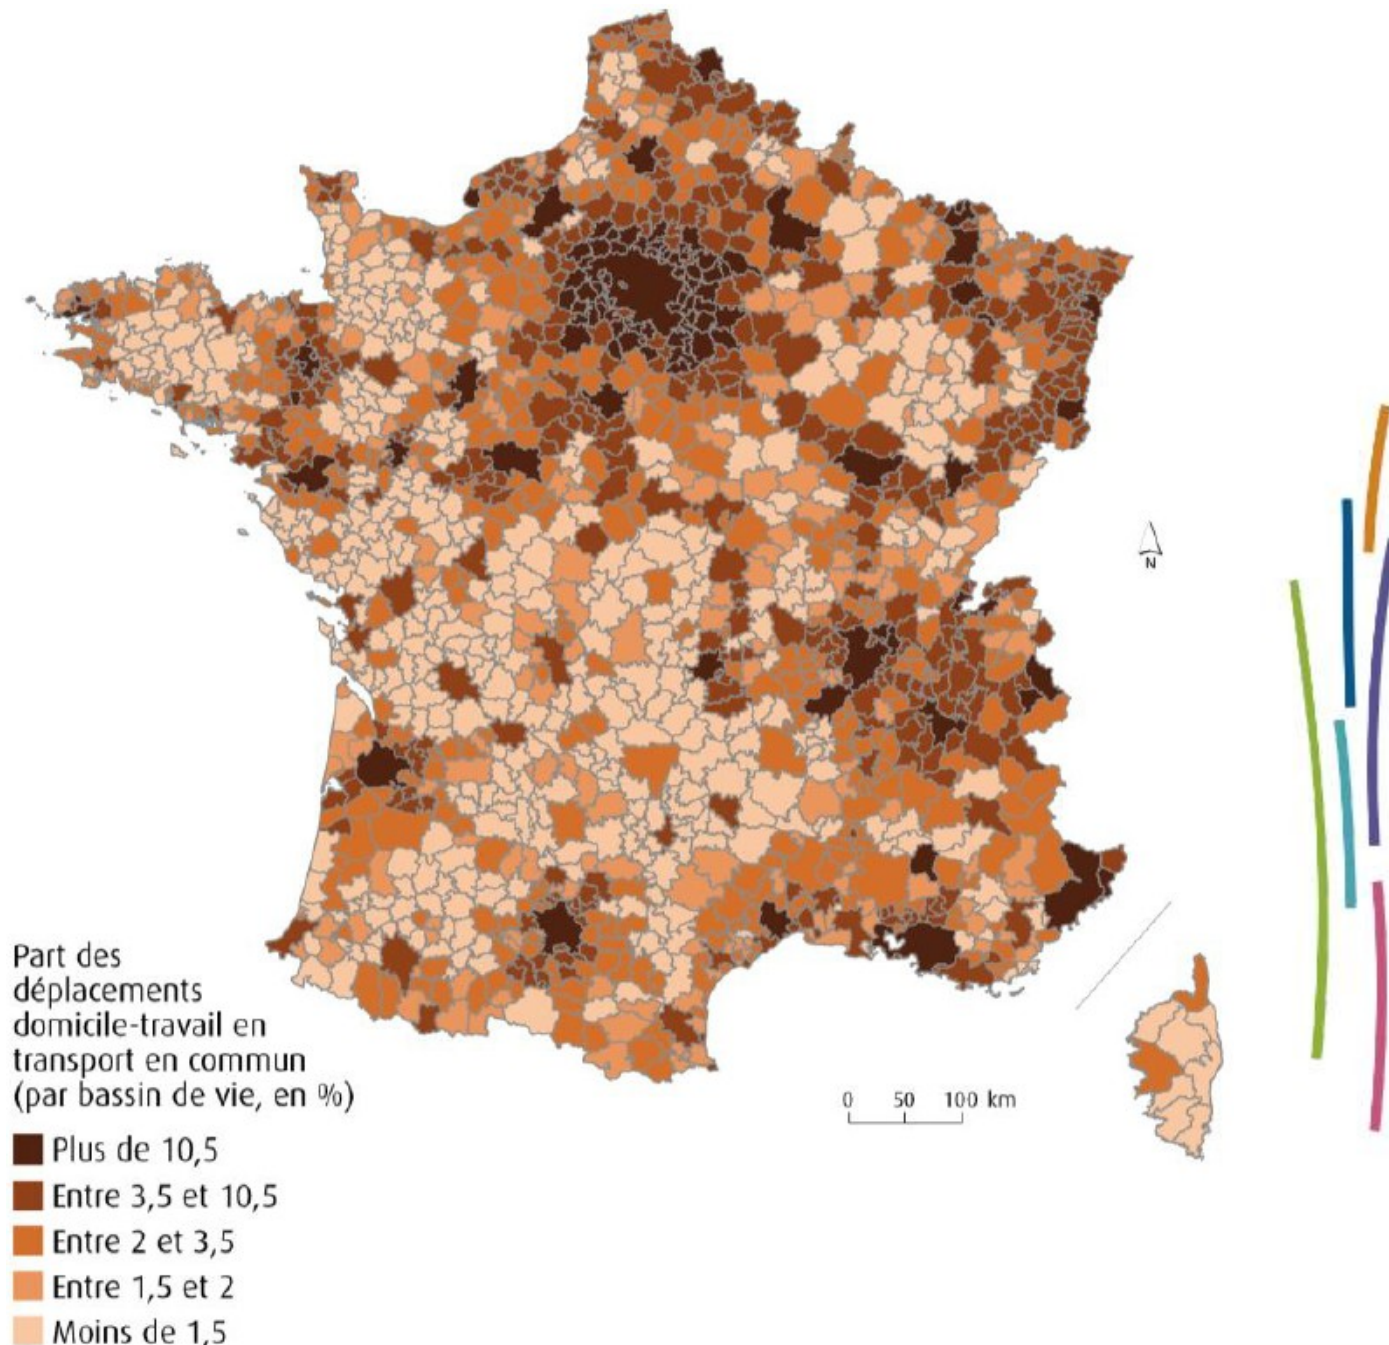 N
Part des
déplacements
domicile-travail en
transport en commun
(par bassin de vie, en %)
0 50 100 km
Plus de 10,5
Entre 3,5 et 10,5
Entre 2 et 3,5
Entre 1,5 et 2
Moins de 1,5